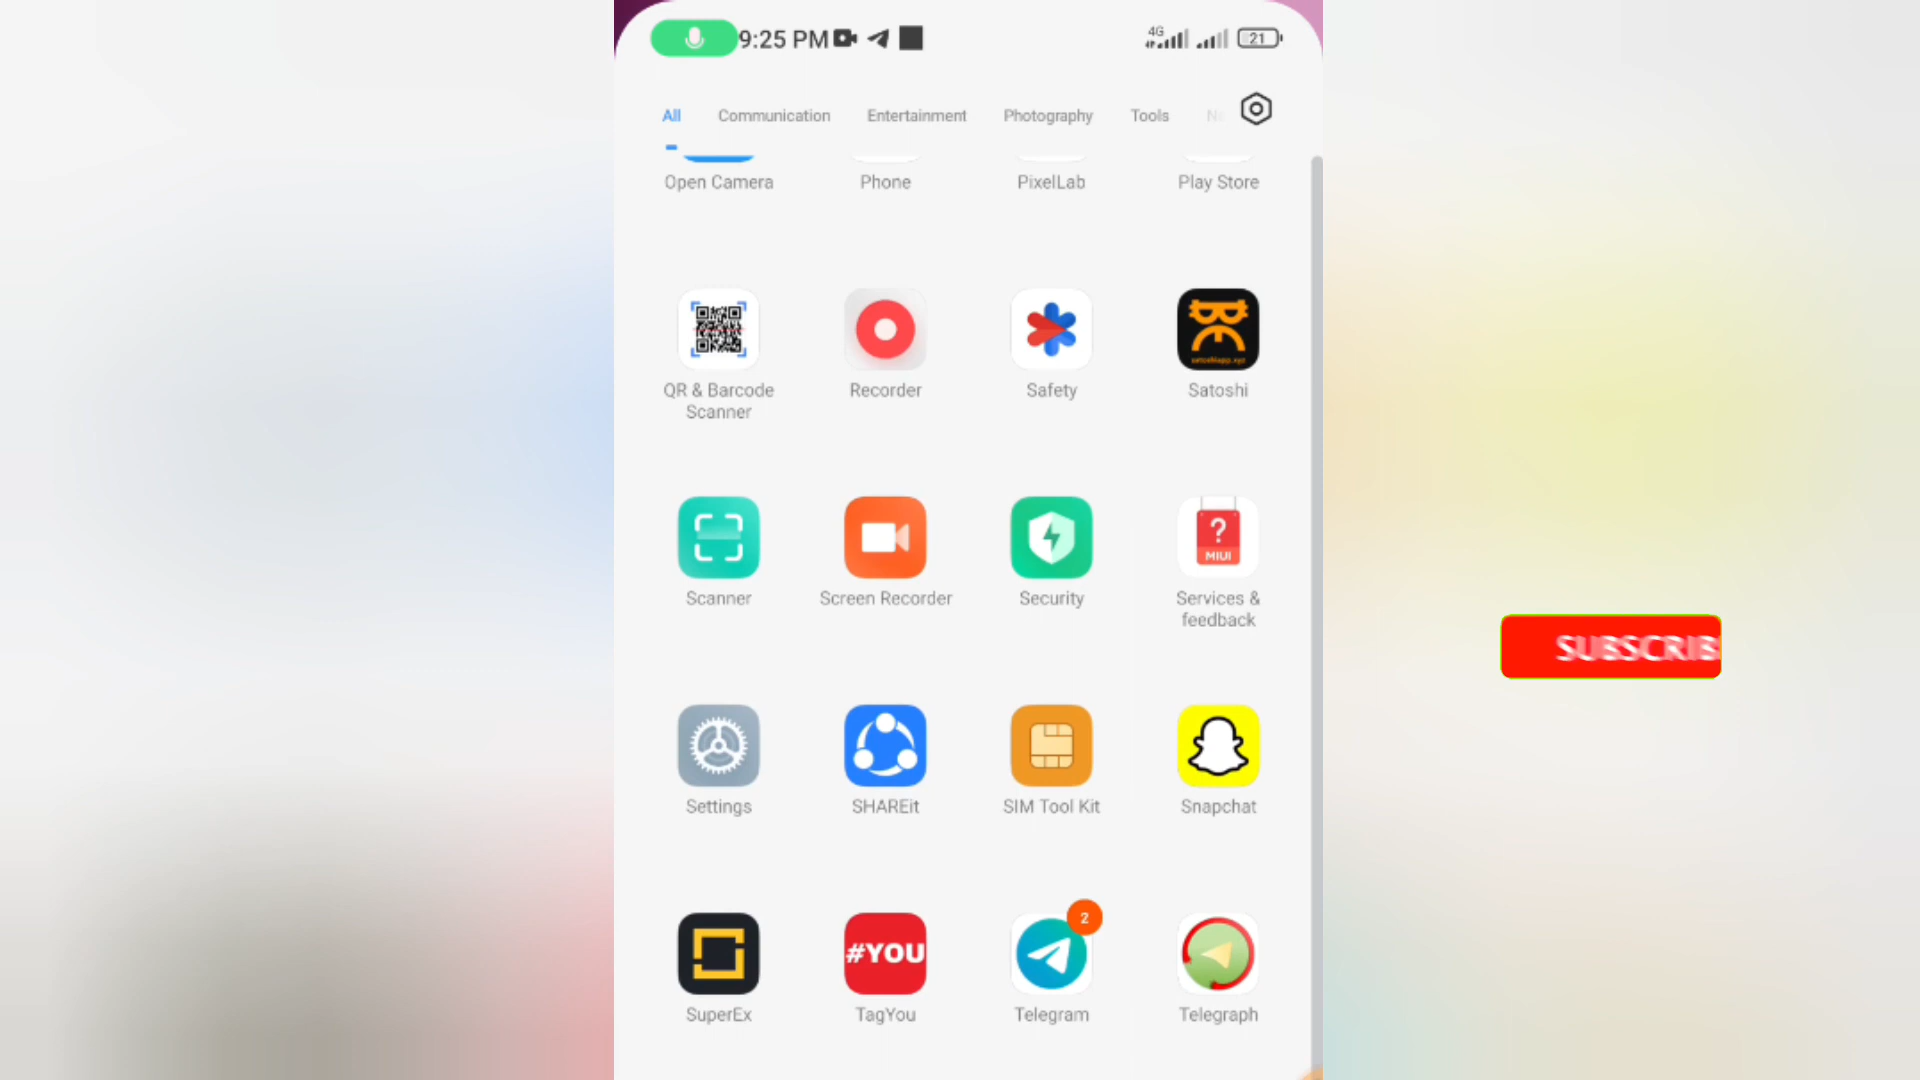 9:25 PM
4G
21
All Communication Entertainment Photography Tools
Open Camera Phone PixelLab Play Store
satoshiapp.xyz
QR & Barcode Scanner Recorder Safety Satoshi
?
MIUI
Scanner Screen Recorder Security Services & feedback
SUBSCRIB
Settings SHAREit SIM Tool Kit Snapchat
2
#YOU
SuperEx TagYou Telegram Telegraph